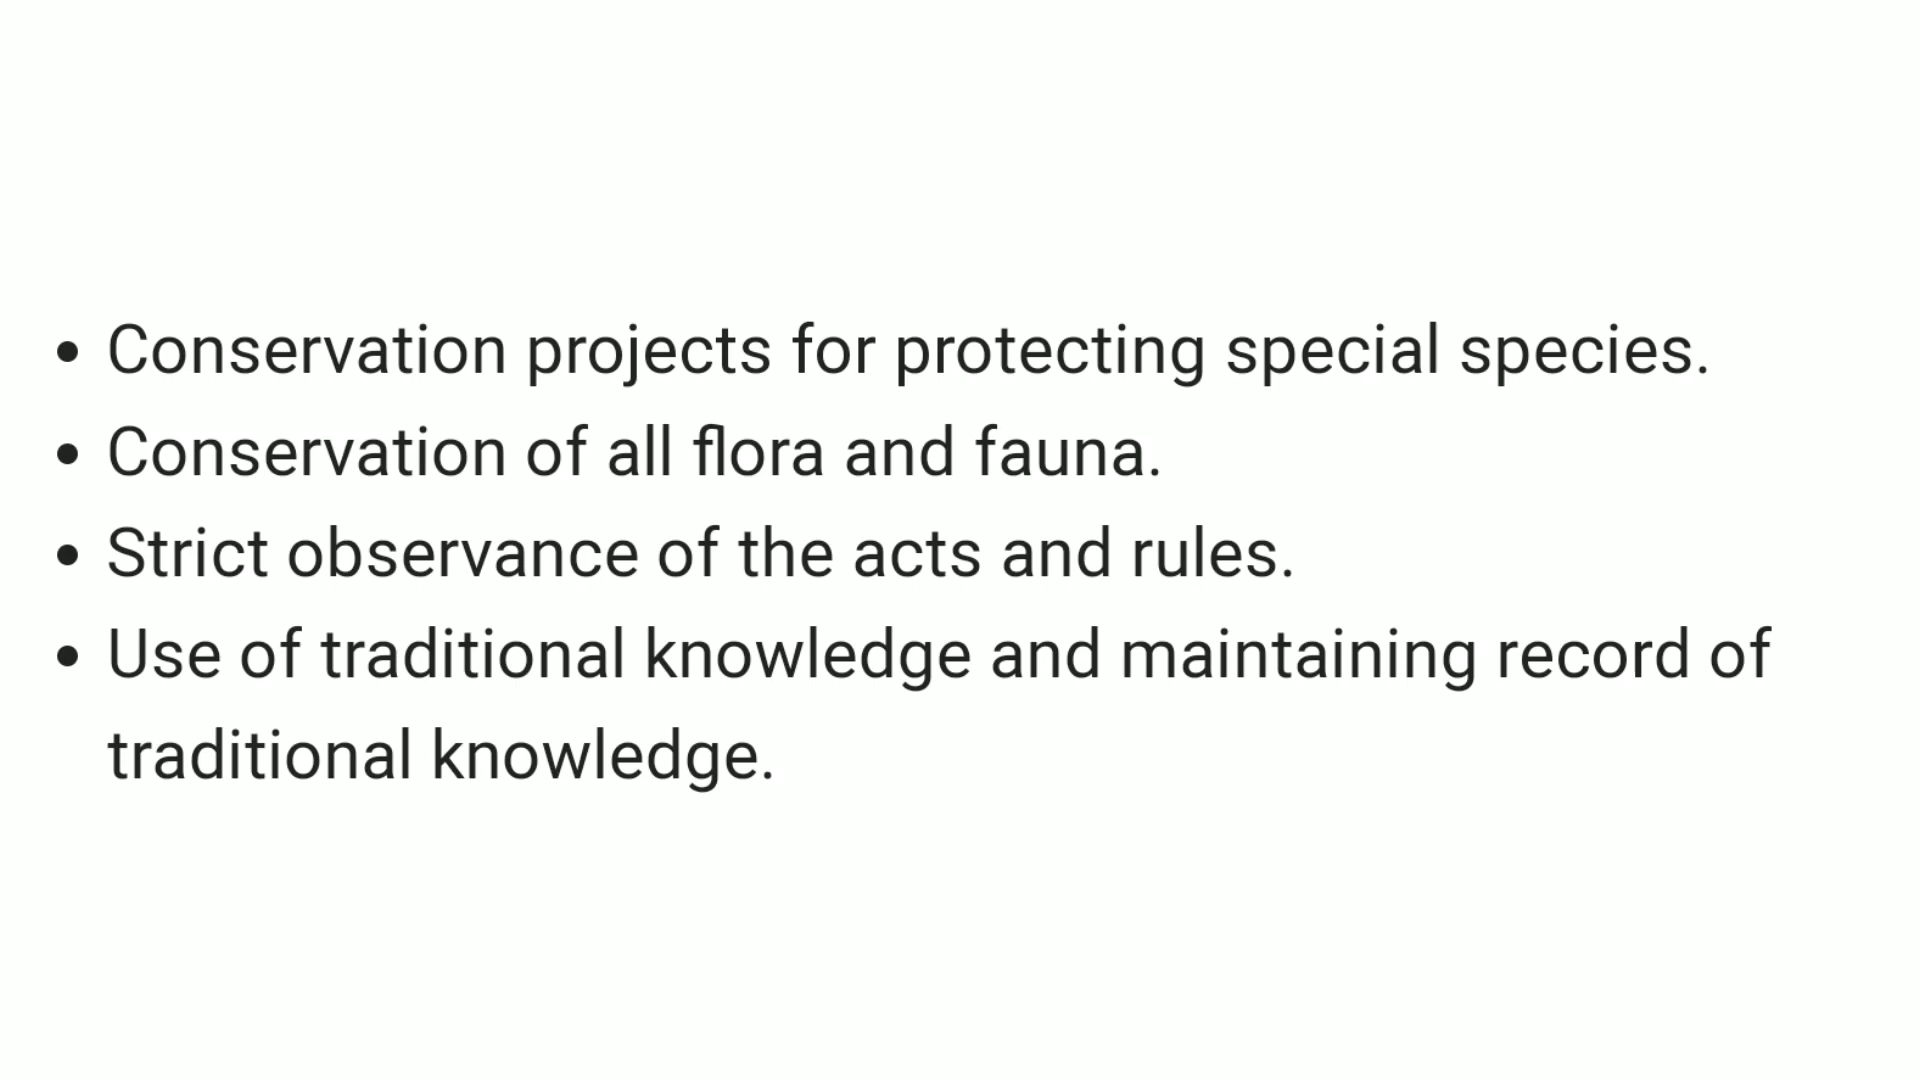 • Conservation projects for protecting special species.
• Conservation of all flora and fauna.
• Strict observance of the acts and rules.
• Use of traditional knowledge and maintaining record of
traditional knowledge.